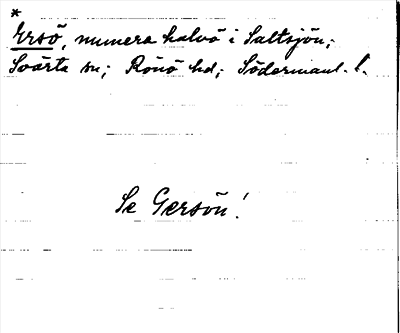 *
Ersö, numera halvö i Saltsjön;
Svärta sn; Rönö hd; Södermanl. l.
Se Gersön!